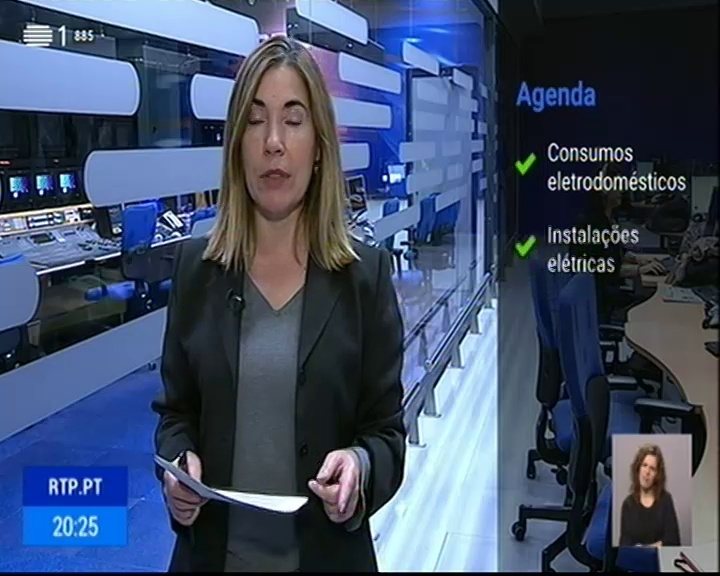 1 885
Agenda
Consumos
eletrodomésticos
Instalações
elétricas
RTP.PT
20:25